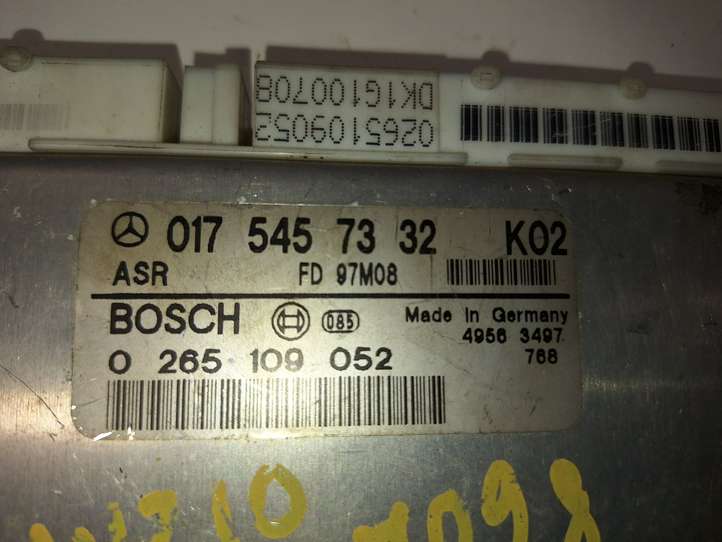 0265109052
DK1G100708
017 545 73 32 K02
ASR FD 97M08
BOSCH 085 Made in Germany
4956 3497
0 265 109 052 768